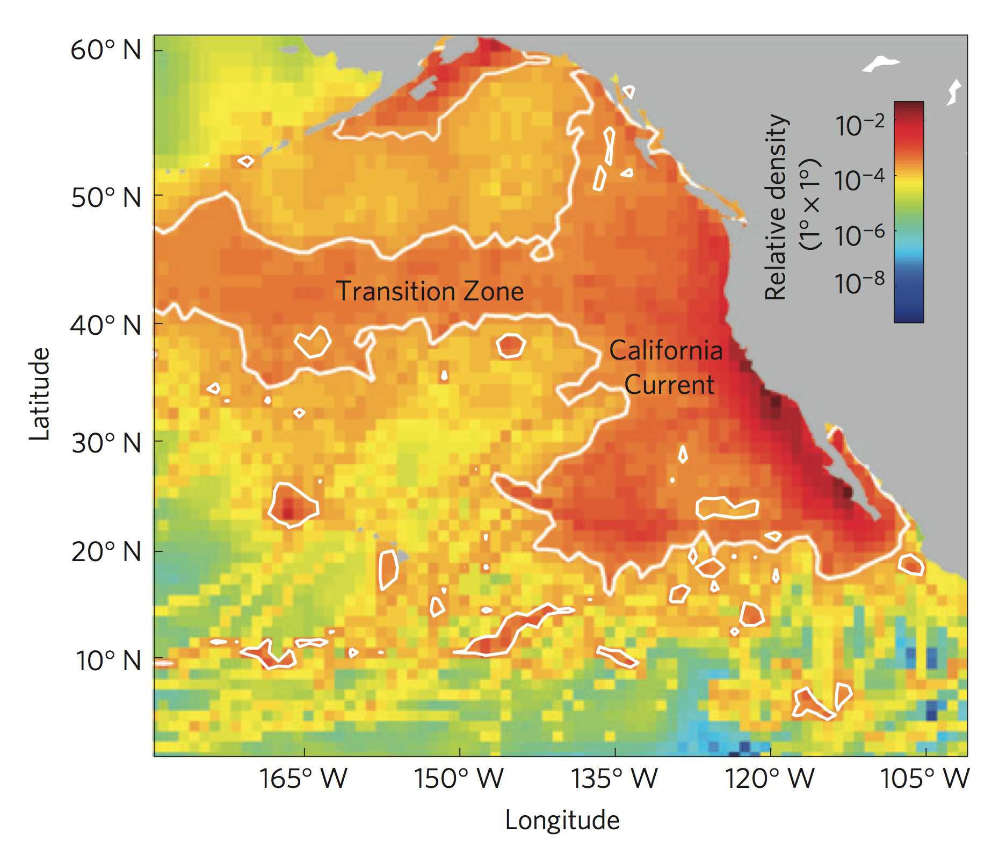 60° N
50° N
40° N
30° N
20° N
10° N
Latitude
165° W
150° W
135° W
120° W
105° W
Longitude
Transition Zone
California
Current
Relative density
(1° × 1°)
10⁻²
10⁻⁴
10⁻⁶
10⁻⁸